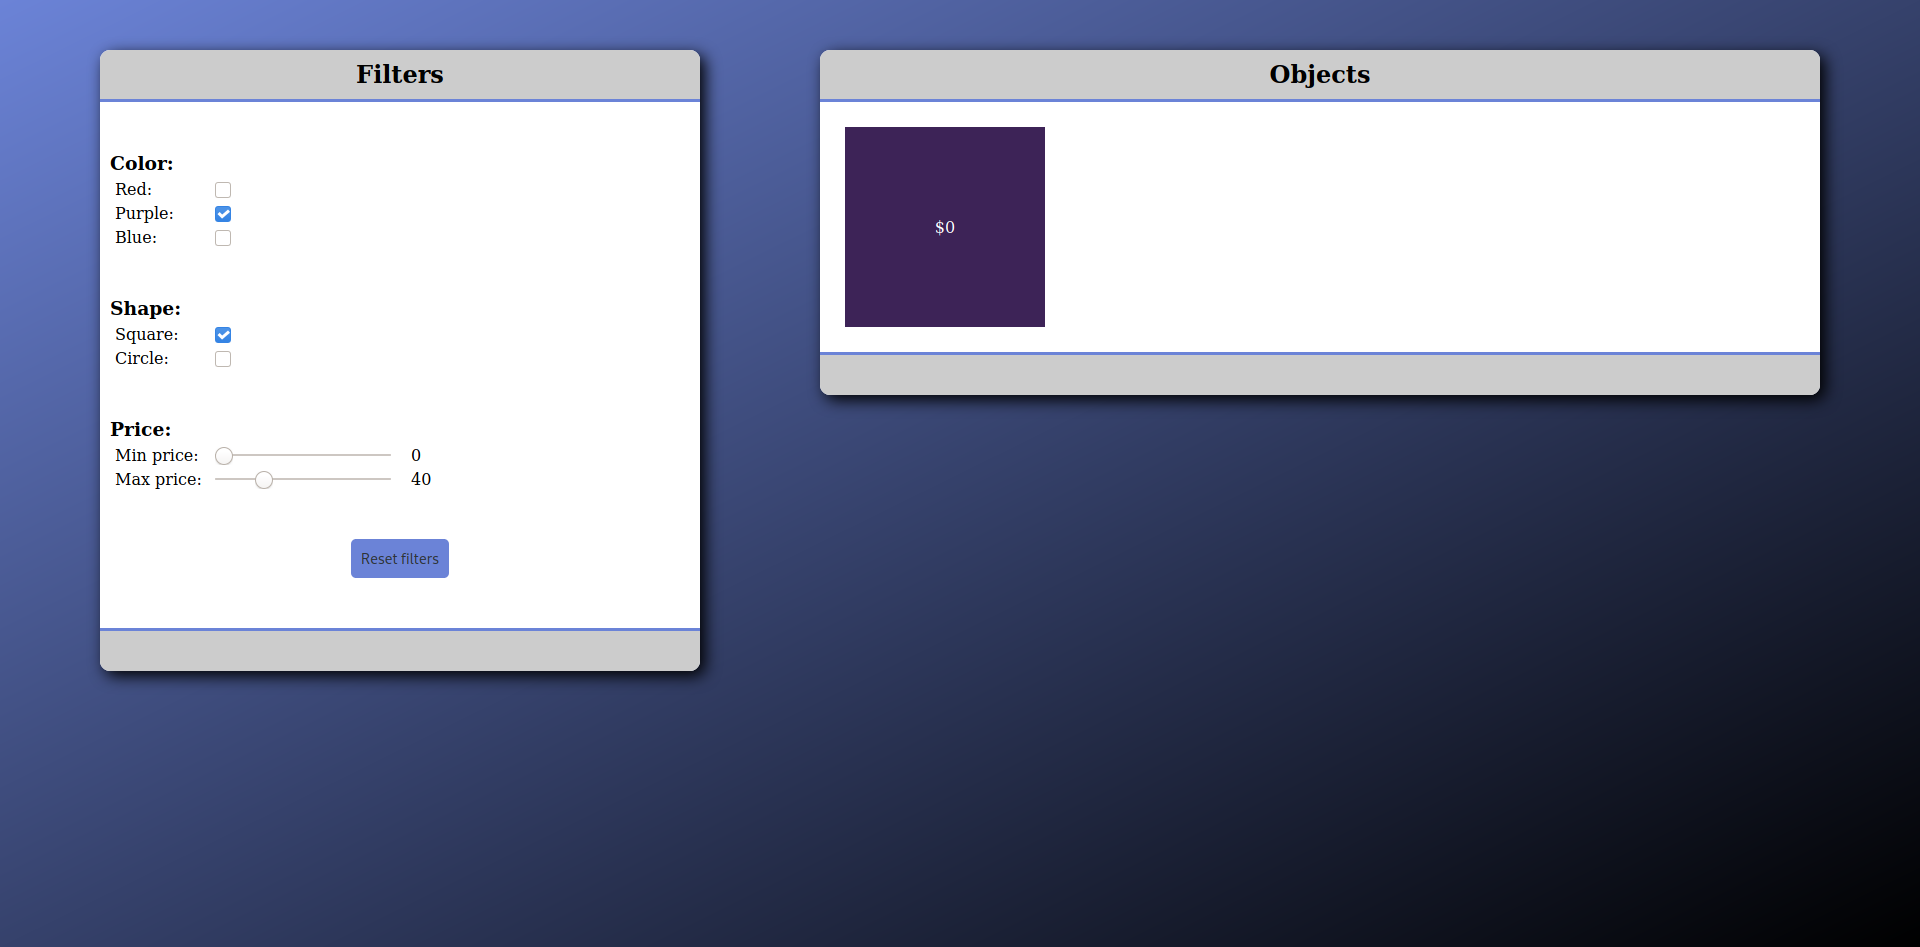 Filters
Color:
Red:
Purple:
Blue:
Shape:
Square:
Circle:
Price:
Min price: 0
Max price: 40
Reset filters
Objects
$0